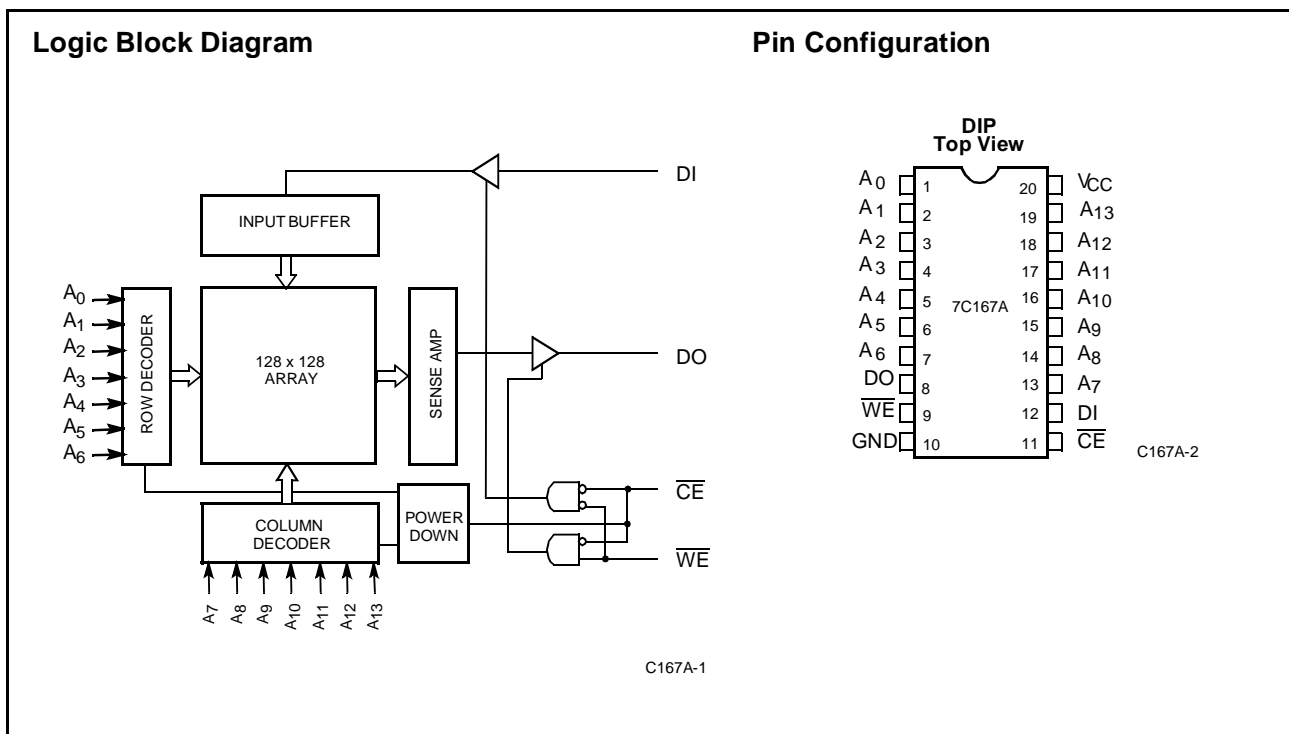 Logic Block Diagram
DI
INPUT BUFFER
A0
A1
A2
A3
A4
A5
A6
ROW DECODER
128 x 128
ARRAY
SENSE AMP
DO
COLUMN
DECODER
POWER
DOWN
CE
WE
A7
A8
A9
A10
A11
A12
A13
C167A-1
Pin Configuration
DIP
Top View
A0 1 20 VCC
A1 2 19 A13
A2 3 18 A12
A3 4 17 A11
A4 5 16 A10
7C167A
A5 6 15 A9
A6 7 14 A8
DO 8 13 A7
WE 9 12 DI
GND 10 11 CE
C167A-2